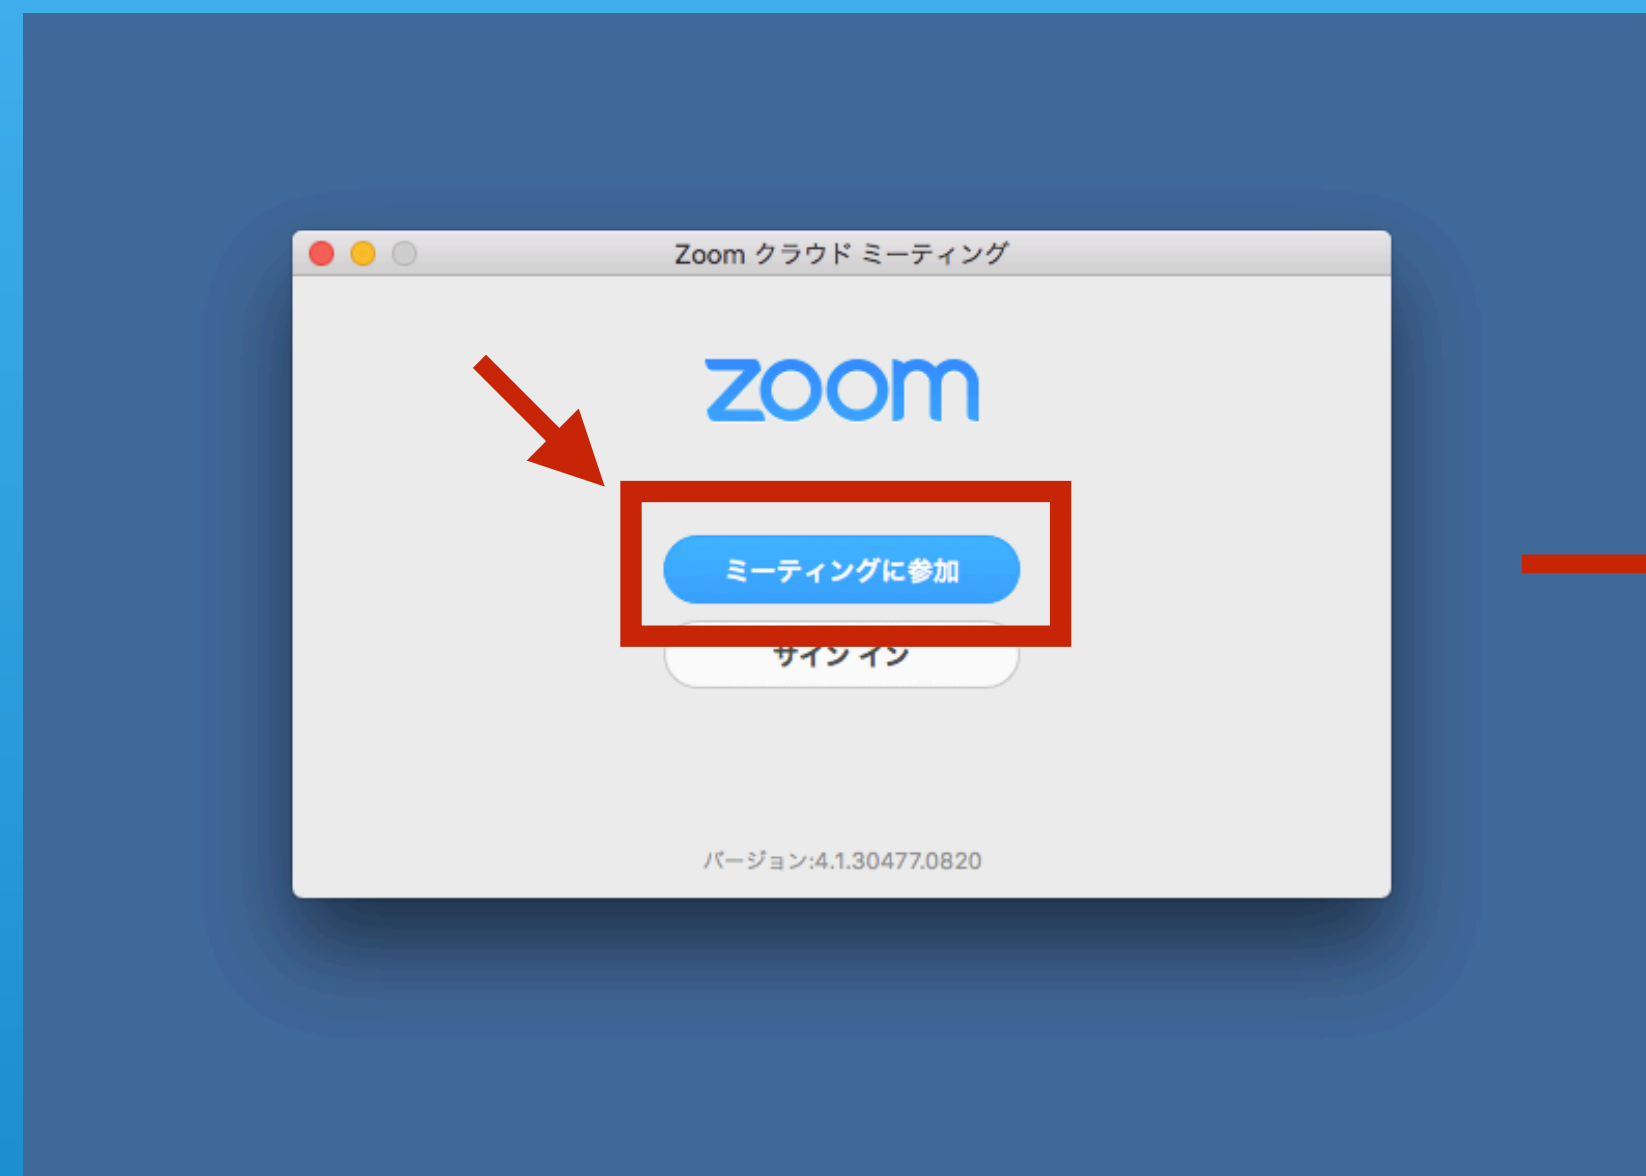 Zoom クラウド ミーティング
zoom
ミーティングに参加
サイン イン
バージョン:4.1.30477.0820